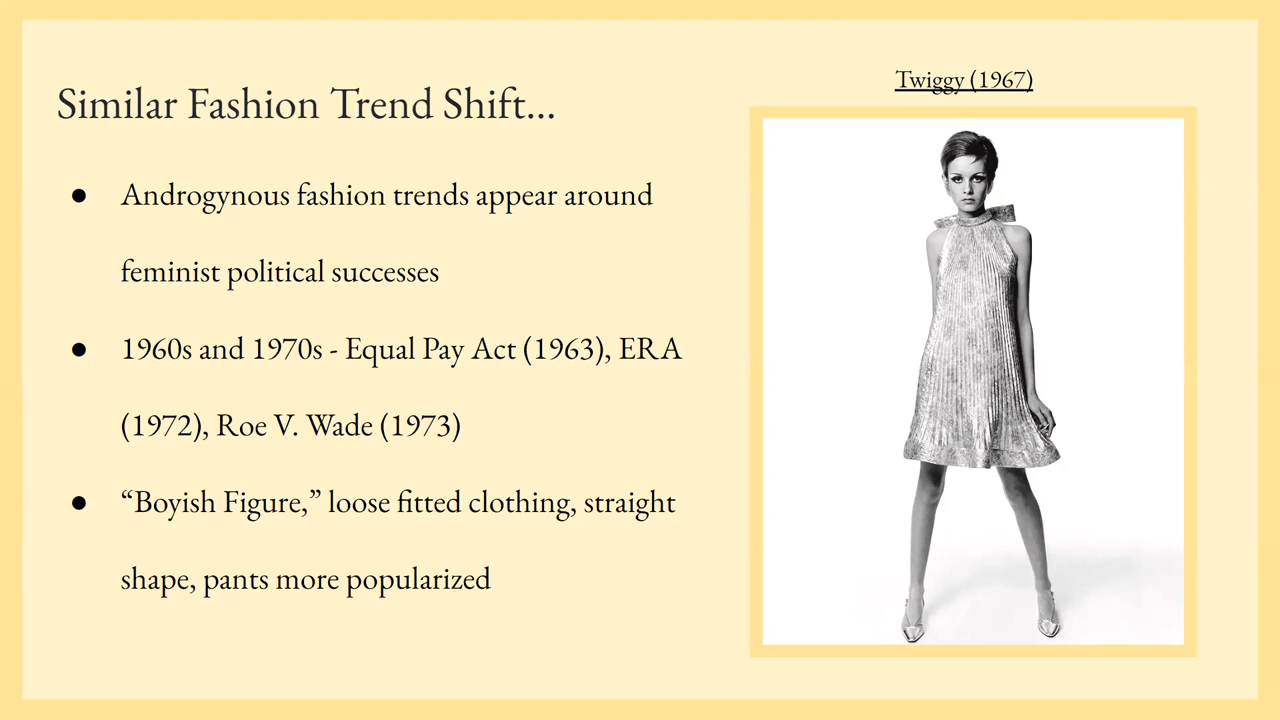 Similar Fashion Trend Shift...
Twiggy (1967)
● Androgynous fashion trends appear around
feminist political successes
● 1960s and 1970s - Equal Pay Act (1963), ERA
(1972), Roe V. Wade (1973)
● “Boyish Figure,” loose fitted clothing, straight
shape, pants more popularized